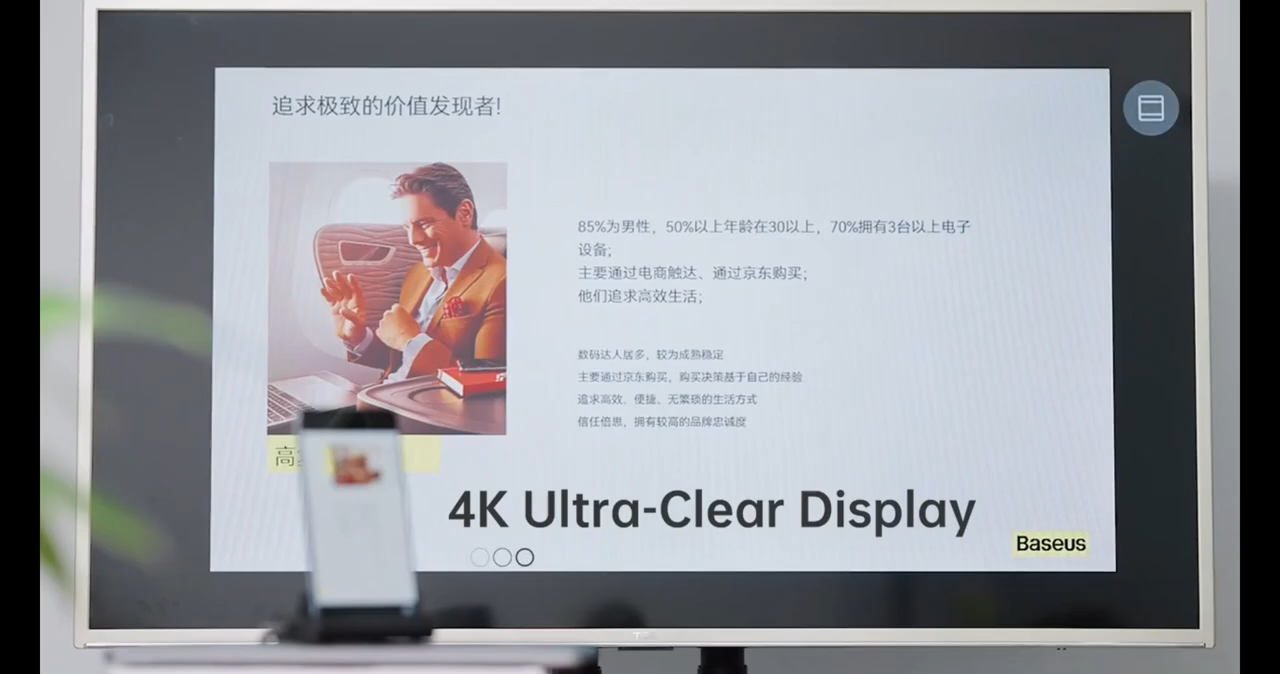 追求极致的价值发现者!
85%为男性，50%以上年龄在30以上，70%拥有3台以上电子
设备;
主要通过电商触达、通过京东购买;
他们追求高效生活;
数码达人居多，较为成熟稳定
主要通过京东购买，购买决策基于自己的经验
追求高效、便捷、无繁琐的生活方式
信任倍思，拥有较高的品牌忠诚度
高
4K Ultra-Clear Display
Baseus